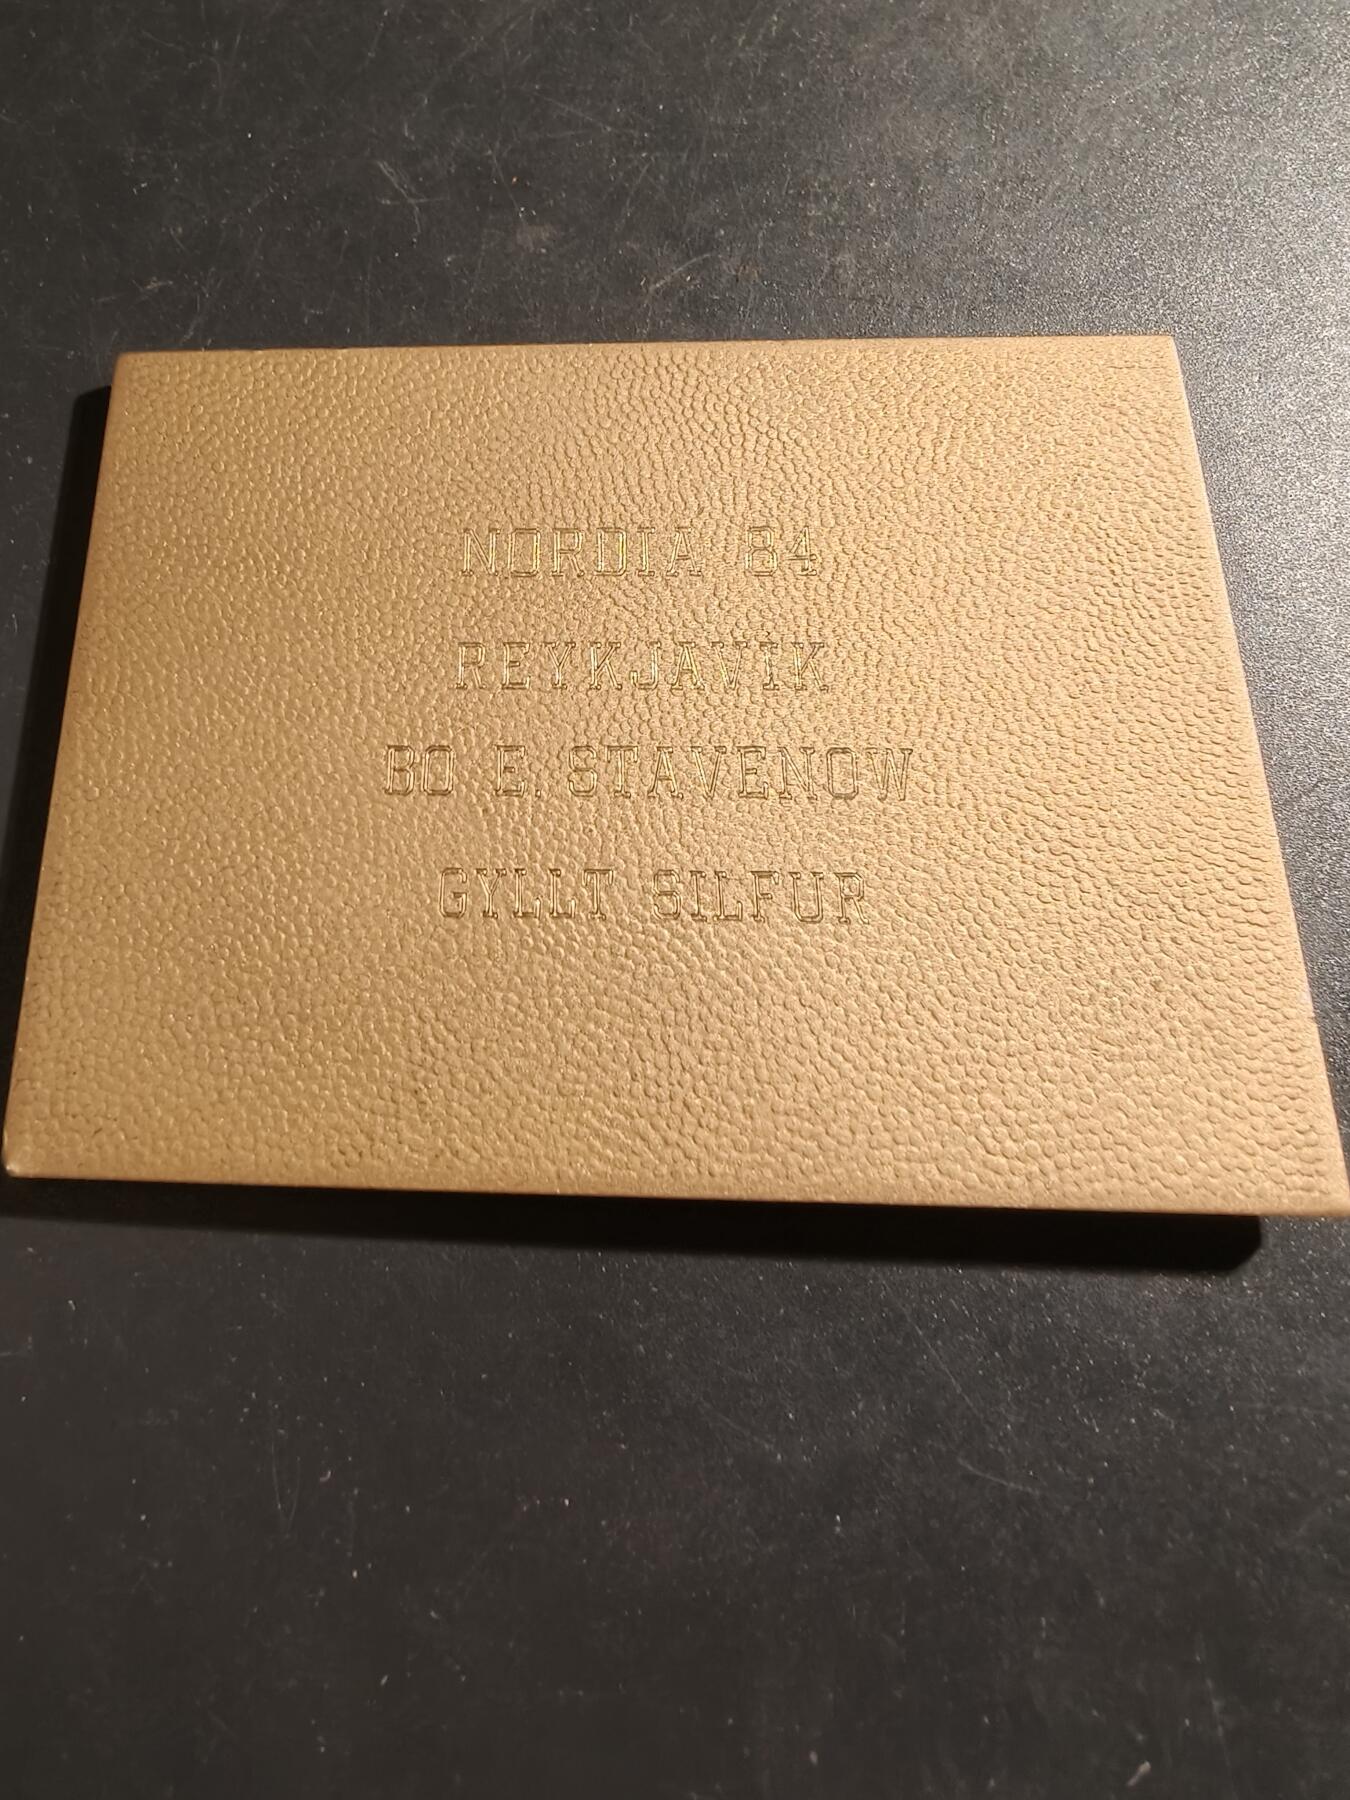 NORDIA 84
REYKJAVIK
BO E. STAVENOW
GYLLT SILFUR